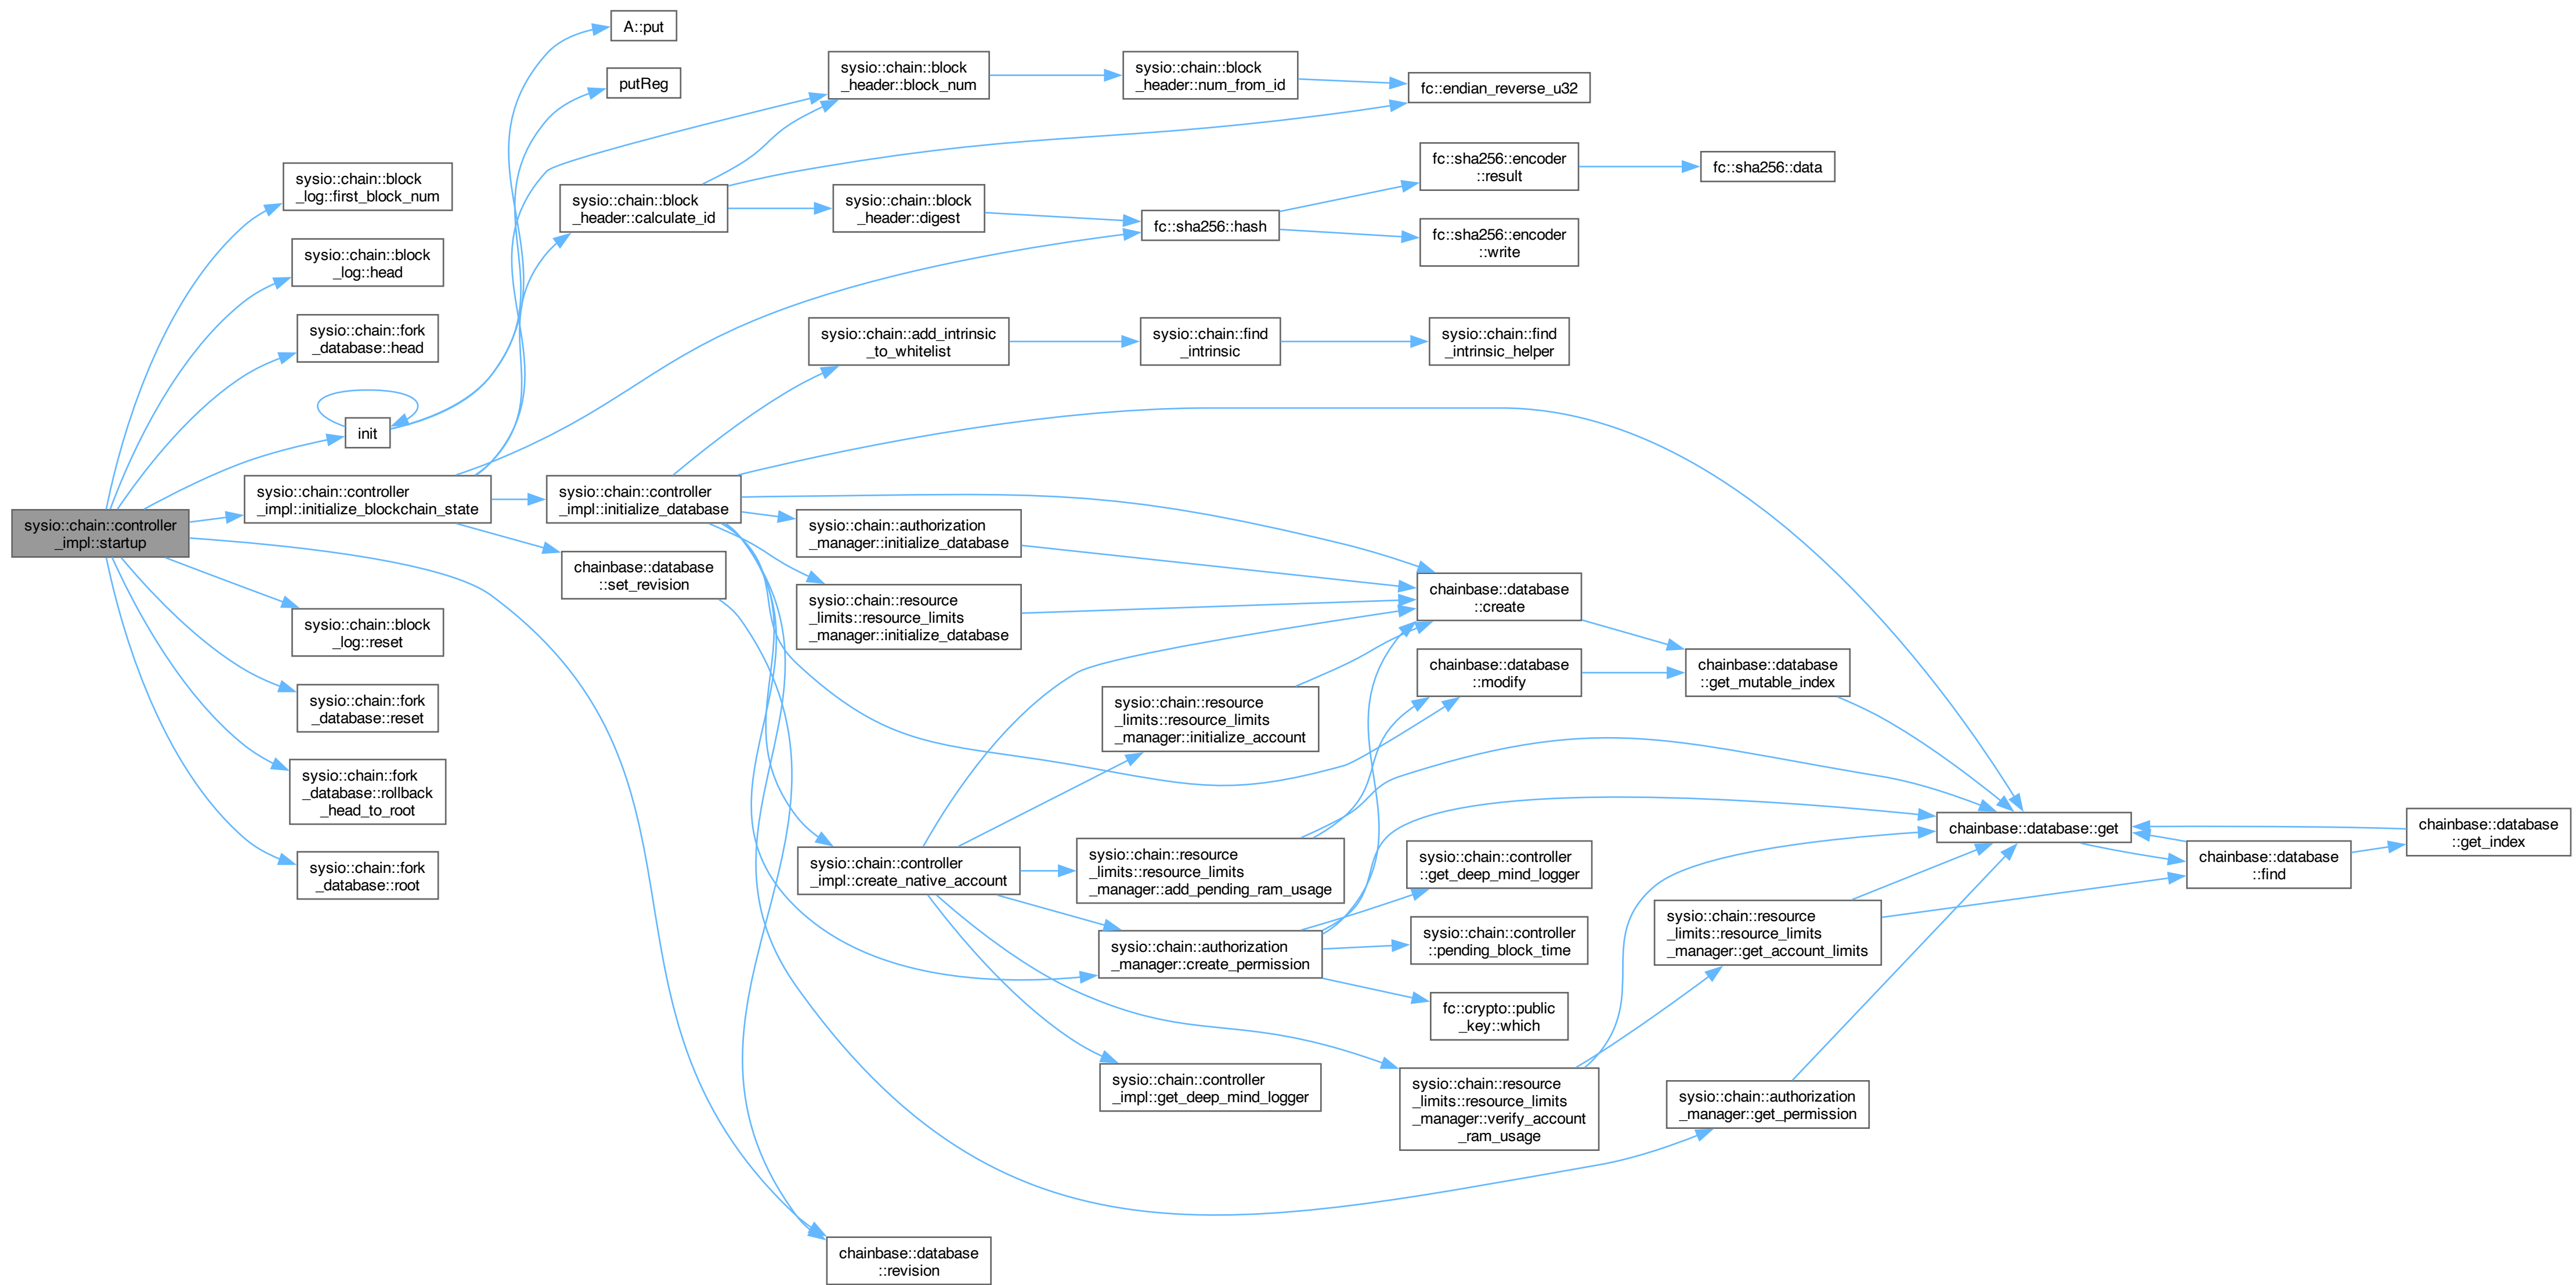 A::put
putReg
sysio::chain::block
_header::block_num
sysio::chain::block
_header::num_from_id
fc::endian_reverse_u32
sysio::chain::block
_log::first_block_num
sysio::chain::block
_header::calculate_id
sysio::chain::block
_header::digest
fc::sha256::hash
fc::sha256::encoder
::result
fc::sha256::data
fc::sha256::encoder
::write
sysio::chain::block
_log::head
sysio::chain::fork
_database::head
sysio::chain::add_intrinsic
_to_whitelist
sysio::chain::find
_intrinsic
sysio::chain::find
_intrinsic_helper
init
sysio::chain::controller
_impl::startup
sysio::chain::controller
_impl::initialize_blockchain_state
sysio::chain::controller
_impl::initialize_database
sysio::chain::authorization
_manager::initialize_database
chainbase::database
::set_revision
sysio::chain::resource
_limits::resource_limits
_manager::initialize_database
chainbase::database
::create
sysio::chain::block
_log::reset
chainbase::database
::modify
chainbase::database
::get_mutable_index
sysio::chain::fork
_database::reset
sysio::chain::resource
_limits::resource_limits
_manager::initialize_account
sysio::chain::fork
_database::rollback
_head_to_root
sysio::chain::fork
_database::root
sysio::chain::controller
_impl::create_native_account
sysio::chain::resource
_limits::resource_limits
_manager::add_pending_ram_usage
sysio::chain::controller
::get_deep_mind_logger
chainbase::database::get
chainbase::database
::find
chainbase::database
::get_index
sysio::chain::authorization
_manager::create_permission
sysio::chain::controller
::pending_block_time
sysio::chain::resource
_limits::resource_limits
_manager::get_account_limits
fc::crypto::public
_key::which
sysio::chain::controller
_impl::get_deep_mind_logger
sysio::chain::resource
_limits::resource_limits
_manager::verify_account
_ram_usage
sysio::chain::authorization
_manager::get_permission
chainbase::database
::revision